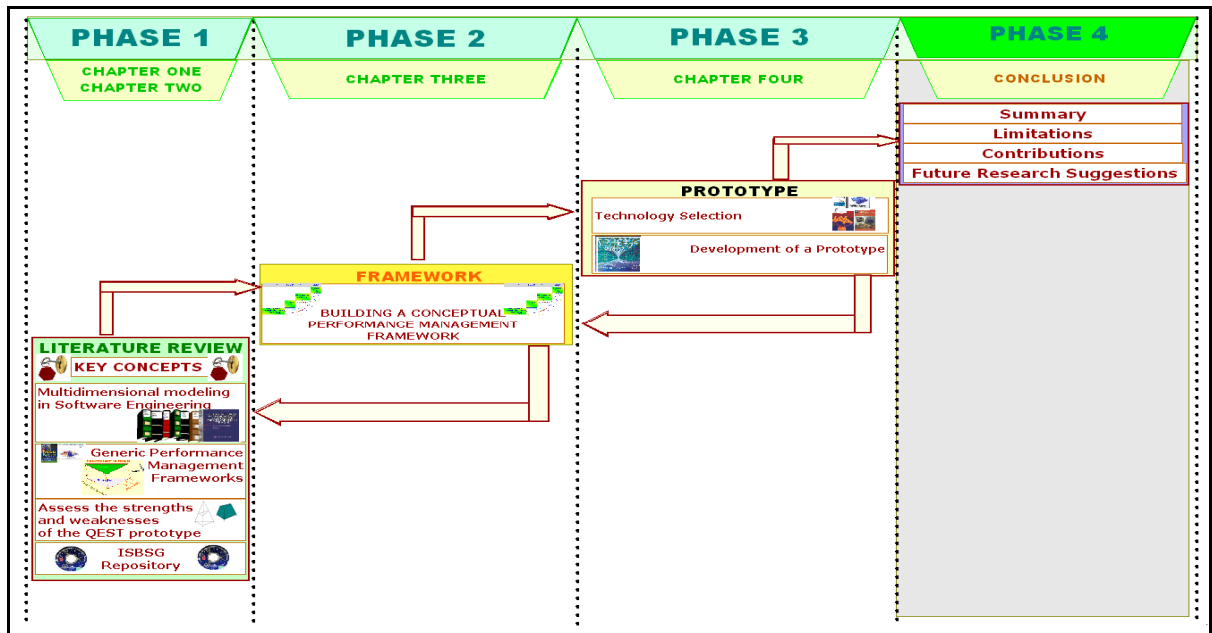 PHASE 1
PHASE 2
PHASE 3
PHASE 4
CHAPTER ONE
CHAPTER TWO
CHAPTER THREE
CHAPTER FOUR
CONCLUSION
LITERATURE REVIEW
KEY CONCEPTS
Multidimensional modeling
in Software Engineering
Generic Performance
Management
Frameworks
Assess the strengths
and weaknesses
of the QEST prototype
ISBSG
Repository
FRAMEWORK
BUILDING A CONCEPTUAL
PERFORMANCE MANAGEMENT
FRAMEWORK
PROTOTYPE
Technology Selection
Development of a Prototype
Summary
Limitations
Contributions
Future Research Suggestions